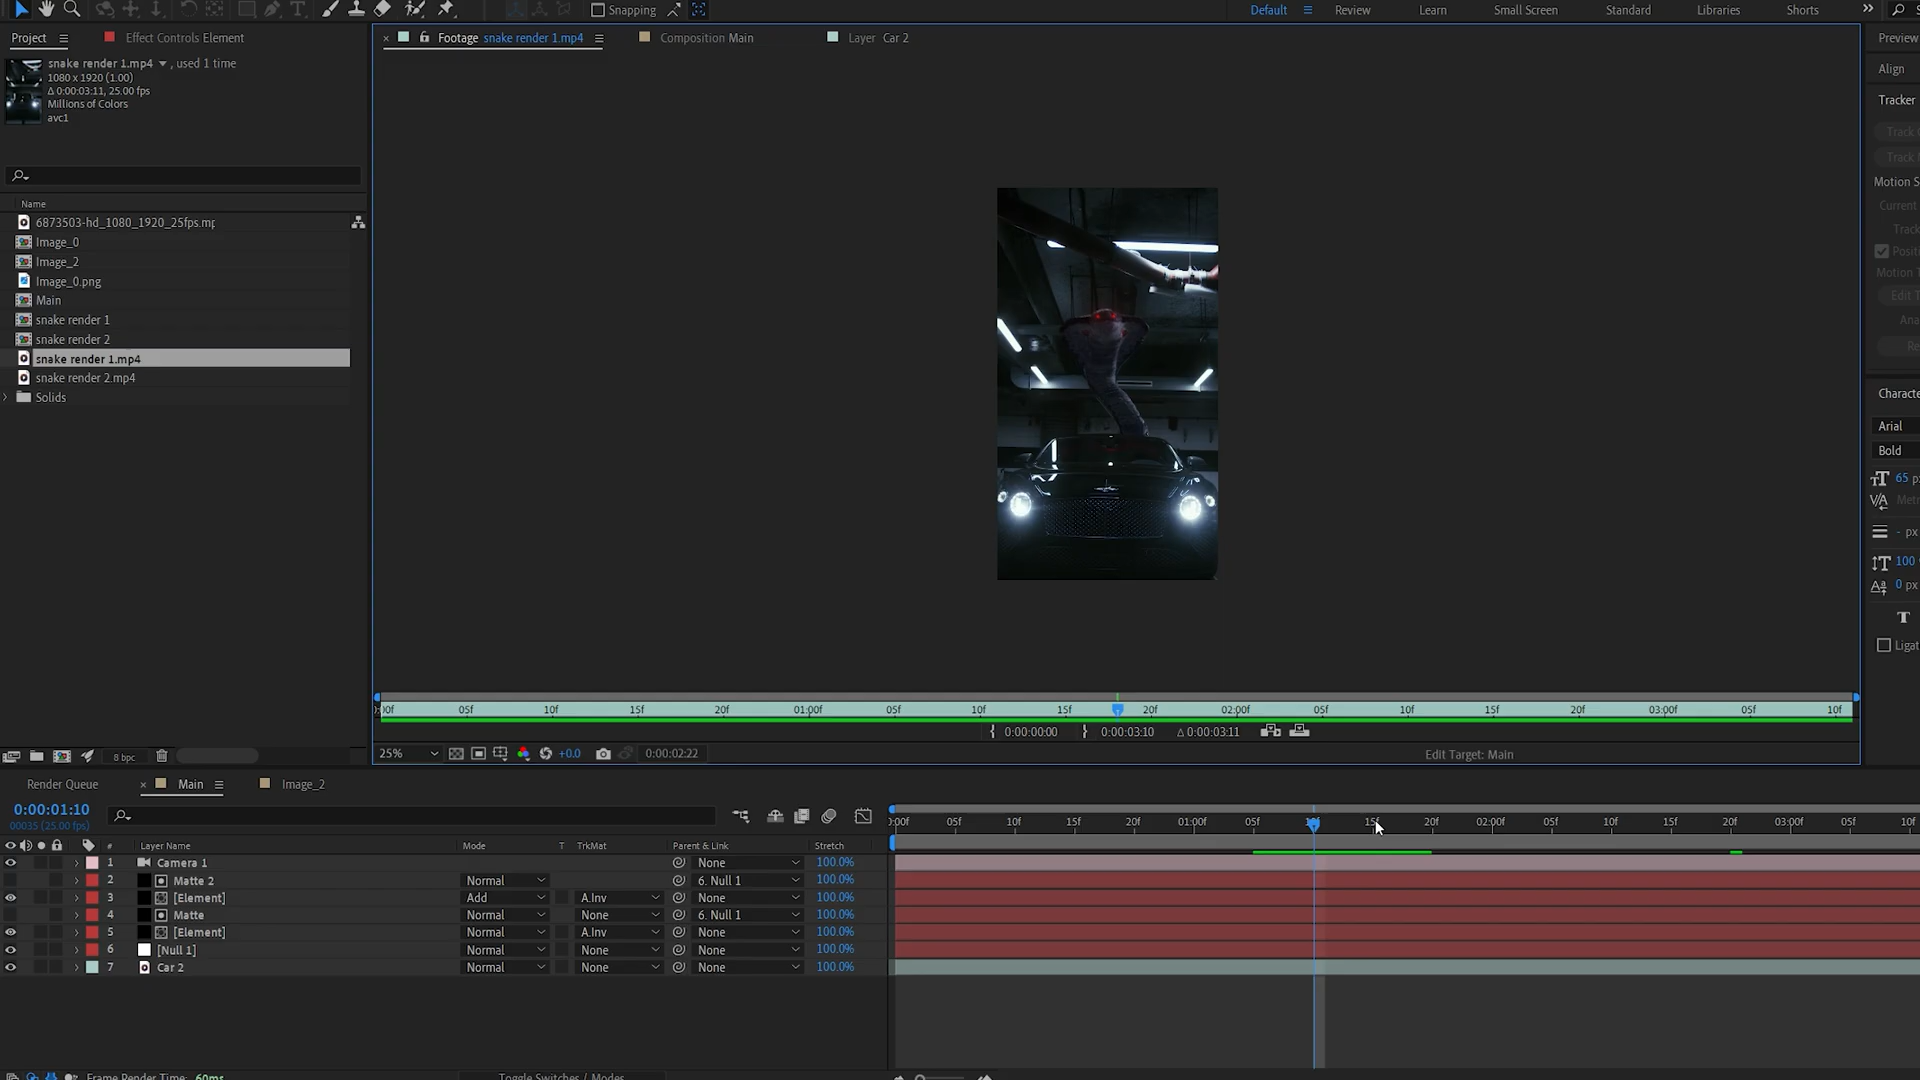 Snapping
Default
Review
Learn
Small Screen
Standard
Libraries
Shorts
Project
Effect Controls Element
Footage snake render 1.mp4
Composition Main
Layer Car 2
Preview
snake render 1.mp4 , used 1 time
1080 x 1920 (1.00)
Δ 0:00:03:11, 25.00 fps
Millions of Colors
avc1
Align
Tracker
Track
Track
Motion S
Current
Track
Positi
Motion T
Edit T
Ana
Re
Name
6873503-hd_1080_1920_25fps.mp
Image_0
Image_2
Image_0.png
Main
snake render 1
snake render 2
snake render 1.mp4
snake render 2.mp4
Solids
Characte
Arial
Bold
65 p
Metr
- px
100
0 px
T
Ligat
00f 05f 10f 15f 20f 01:00f 05f 10f 15f 20f 02:00f 05f 10f 15f 20f 03:00f 05f 10f
0:00:00:00
0:00:03:10
Δ 0:00:03:11
8 bpc
25%
+0.0
0:00:02:22
Edit Target: Main
Render Queue
Main
Image_2
0:00:01:10
00035 (25.00 fps)
:00f 05f 10f 15f 20f 01:00f 05f 10f 15f 20f 02:00f 05f 10f 15f 20f 03:00f 05f 10f
# Layer Name Mode T TrkMat Parent & Link Stretch
1 Camera 1 None 100.0%
2 Matte 2 Normal 6. Null 1 100.0%
3 [Element] Add A.Inv None 100.0%
4 Matte Normal None 6. Null 1 100.0%
5 [Element] Normal A.Inv None 100.0%
6 [Null 1] Normal None None 100.0%
7 Car 2 Normal None None 100.0%
Frame Render Time: 60ms
Toggle Switches / Modes